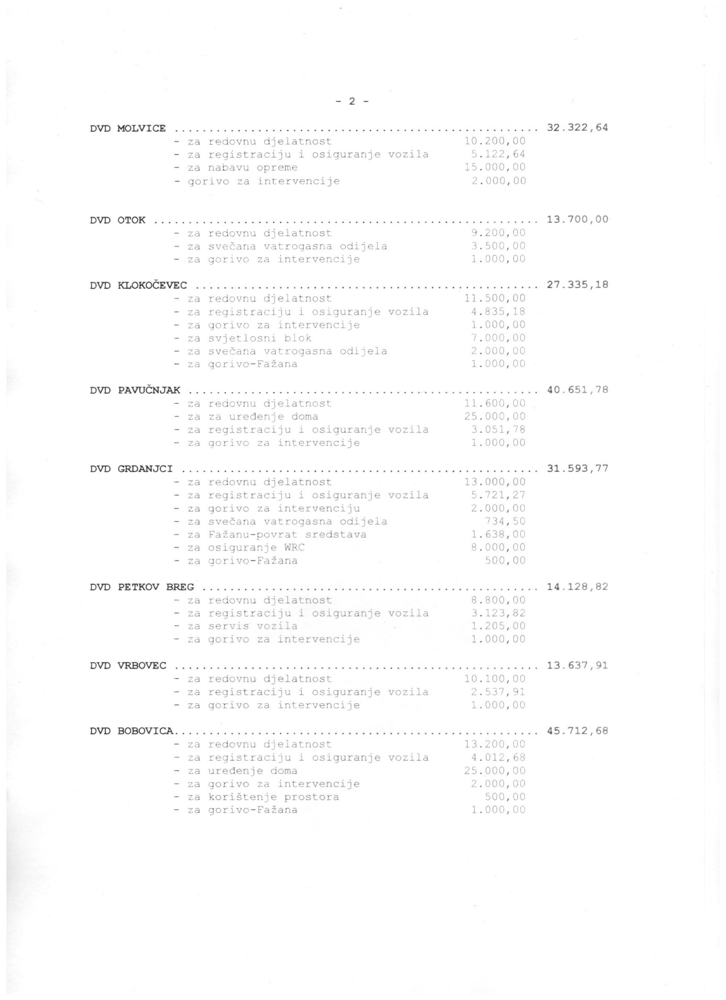 - 2 -
DVD MOLVICE ..................................................... 32.322,64
- za redovnu djelatnost 10.200,00
- za registraciju i osiguranje vozila 5.122,64
- za nabavu opreme 15.000,00
- gorivo za intervencije 2.000,00
DVD OTOK ........................................................ 13.700,00
- za redovnu djelatnost 9.200,00
- za svečana vatrogasna odijela 3.500,00
- za gorivo za intervencije 1.000,00
DVD KLOKOČEVEC .................................................. 27.335,18
- za redovnu djelatnost 11.500,00
- za registraciju i osiguranje vozila 4.835,18
- za gorivo za intervencije 1.000,00
- za svjetlosni blok 7.000,00
- za svečana vatrogasna odijela 2.000,00
- za gorivo-Fažana 1.000,00
DVD PAVUČNJAK ................................................... 40.651,78
- za redovnu djelatnost 11.600,00
- za za uređenje doma 25.000,00
- za registraciju i osiguranje vozila 3.051,78
- za gorivo za intervencije 1.000,00
DVD GRDANJCI .................................................... 31.593,77
- za redovnu djelatnost 13.000,00
- za registraciju i osiguranje vozila 5.721,27
- za gorivo za intervenciju 2.000,00
- za svečana vatrogasna odijela 734,50
- za Fažanu-povrat sredstava 1.638,00
- za osiguranje WRC 8.000,00
- za gorivo-Fažana 500,00
DVD PETKOV BREG ................................................. 14.128,82
- za redovnu djelatnost 8.800,00
- za registraciju i osiguranje vozila 3.123,82
- za servis vozila 1.205,00
- za gorivo za intervencije 1.000,00
DVD VRBOVEC ..................................................... 13.637,91
- za redovnu djelatnost 10.100,00
- za registraciju i osiguranje vozila 2.537,91
- za gorivo za intervencije 1.000,00
DVD BOBOVICA..................................................... 45.712,68
- za redovnu djelatnost 13.200,00
- za registraciju i osiguranje vozila 4.012,68
- za uređenje doma 25.000,00
- za gorivo za intervencije 2.000,00
- za korištenje prostora 500,00
- za gorivo-Fažana 1.000,00